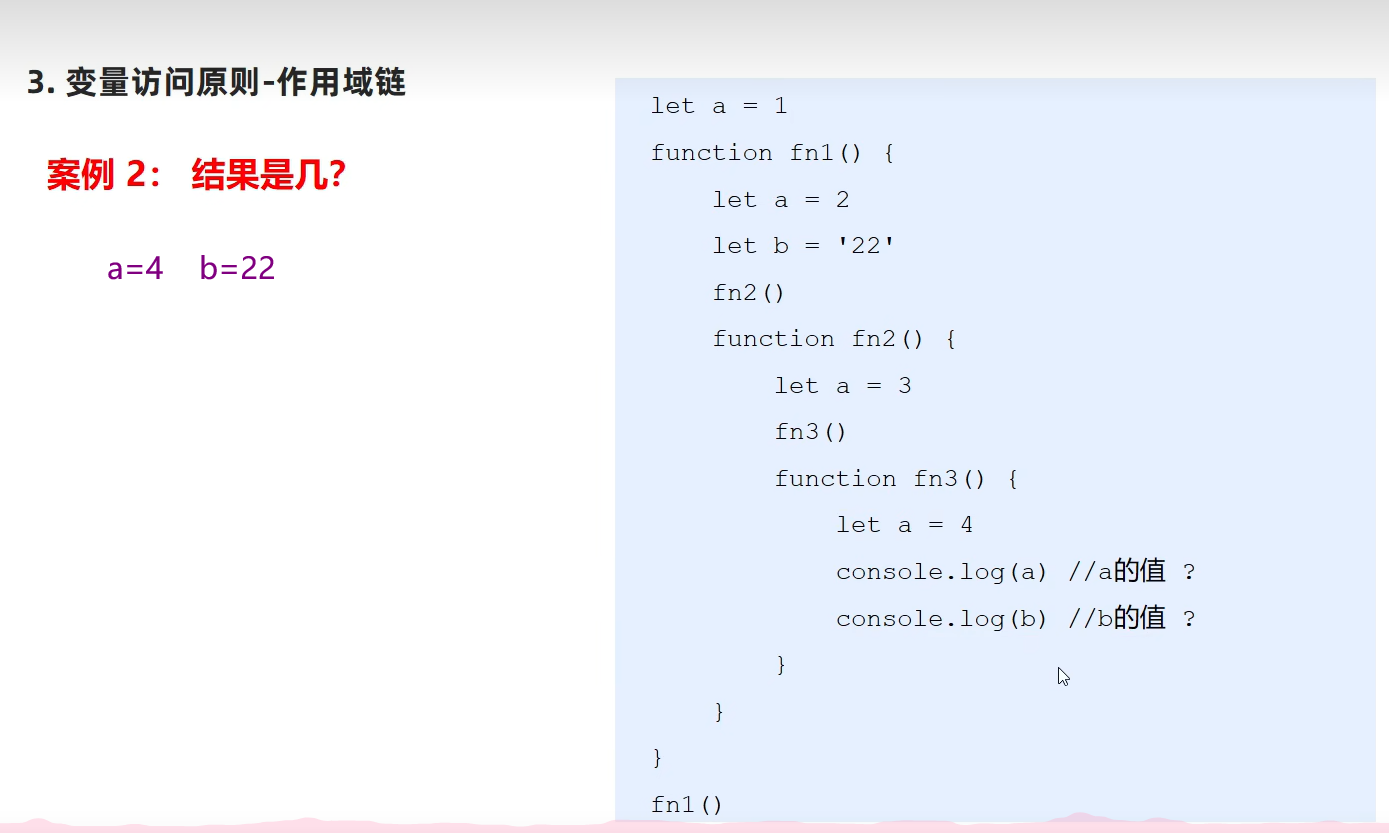 3. 变量访问原则-作用域链
案例 2： 结果是几？
a=4 b=22
let a = 1
function fn1() {
let a = 2
let b = '22'
fn2()
function fn2() {
let a = 3
fn3()
function fn3() {
let a = 4
console.log(a) //a的值 ?
console.log(b) //b的值 ?
}
}
}
fn1()